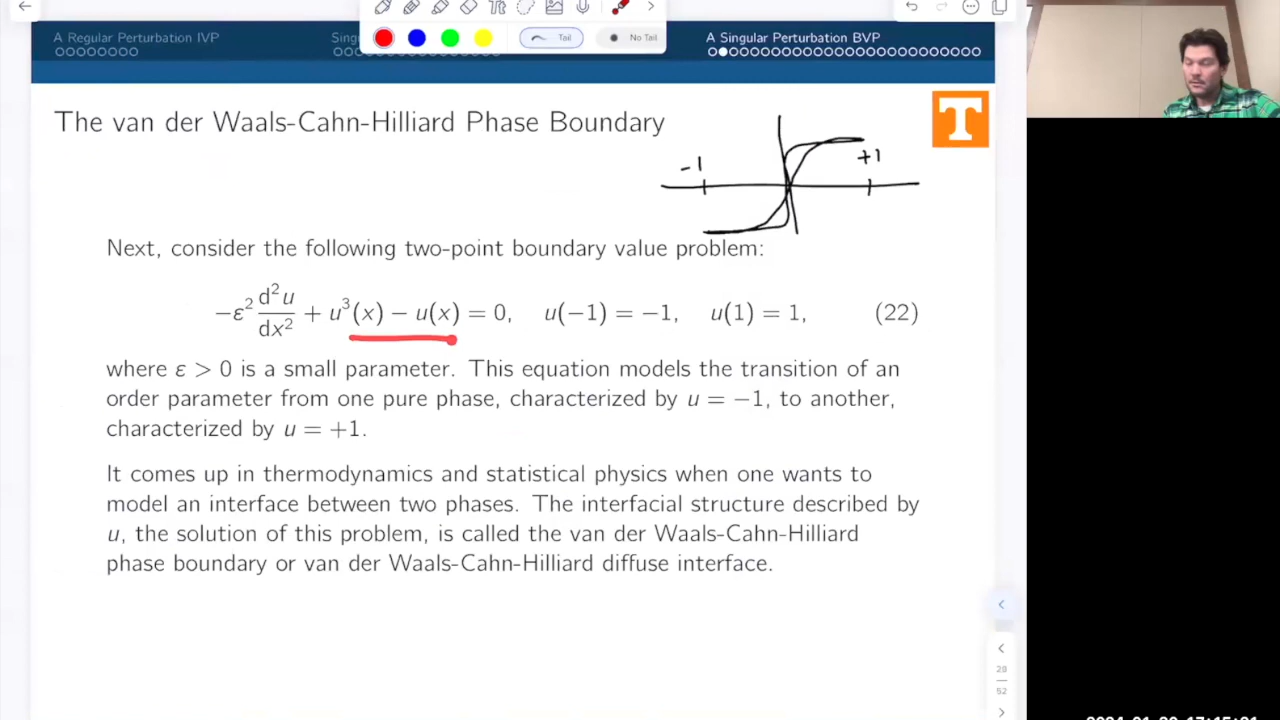 Tail
No Tail
A Regular Perturbation IVP
A Singular Perturbation BVP
The van der Waals-Cahn-Hilliard Phase Boundary
T
-1
+1
Next, consider the following two-point boundary value problem:
−ε² d²u/dx² + u³(x) − u(x) = 0, u(−1) = −1, u(1) = 1, (22)
where ε > 0 is a small parameter. This equation models the transition of an
order parameter from one pure phase, characterized by u = −1, to another,
characterized by u = +1.
It comes up in thermodynamics and statistical physics when one wants to
model an interface between two phases. The interfacial structure described by
u, the solution of this problem, is called the van der Waals-Cahn-Hilliard
phase boundary or van der Waals-Cahn-Hilliard diffuse interface.
52